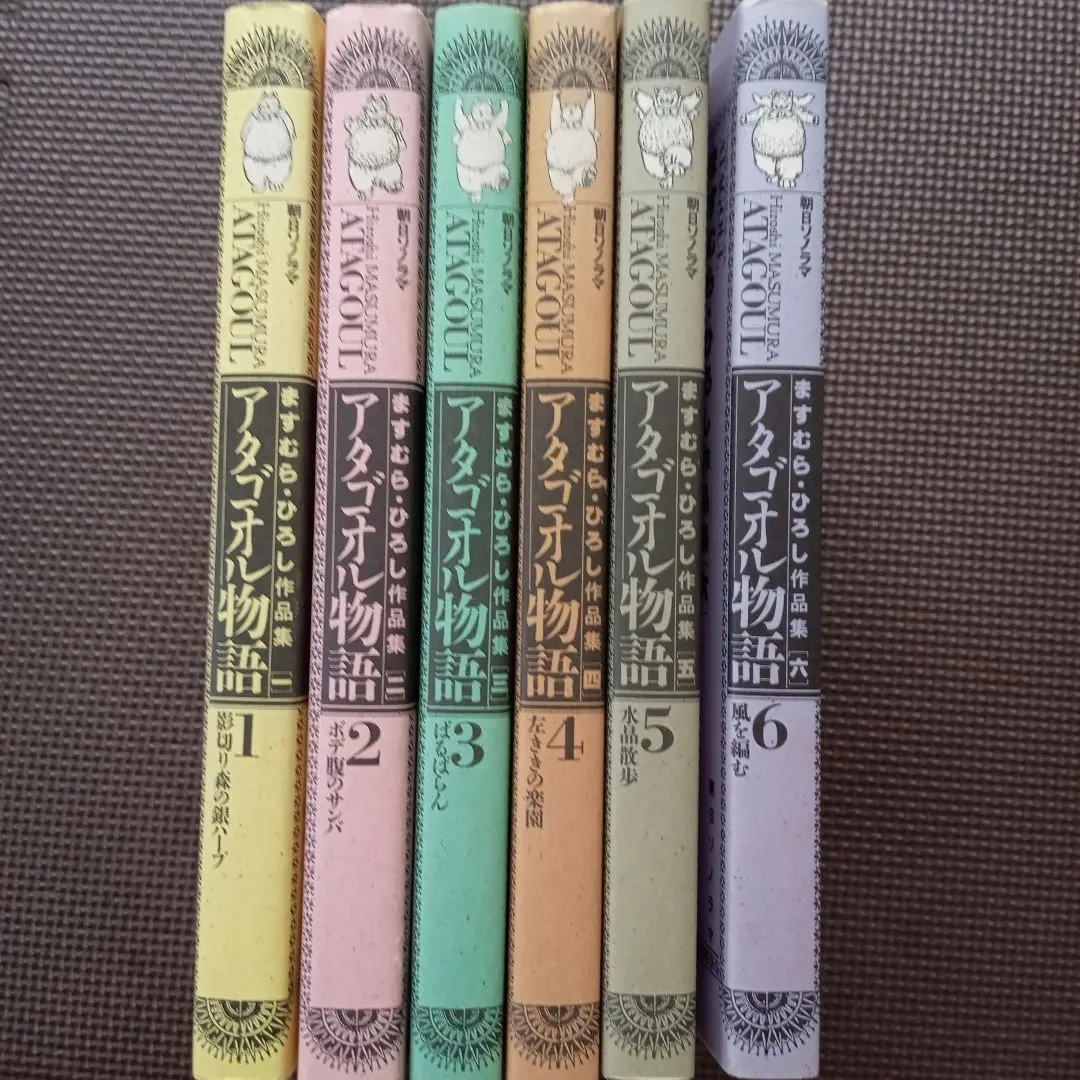 朝日ソノラマ
Hiroshi MASUMURA
ATAGOUL
ますむら・ひろし作品集[一]
アタゴオル物語
1
影切り森の銀ハープ
朝日ソノラマ
Hiroshi MASUMURA
ATAGOUL
ますむら・ひろし作品集[二]
アタゴオル物語
2
ボデ腹のサンバ
朝日ソノラマ
Hiroshi MASUMURA
ATAGOUL
ますむら・ひろし作品集[三]
アタゴオル物語
3
ぱるぱらん
朝日ソノラマ
Hiroshi MASUMURA
ATAGOUL
ますむら・ひろし作品集[四]
アタゴオル物語
4
左ききの楽園
朝日ソノラマ
Hiroshi MASUMURA
ATAGOUL
ますむら・ひろし作品集[五]
アタゴオル物語
5
水晶散歩
朝日ソノラマ
Hiroshi MASUMURA
ATAGOUL
ますむら・ひろし作品集[六]
アタゴオル物語
6
風を編む
朝日ソノラマ